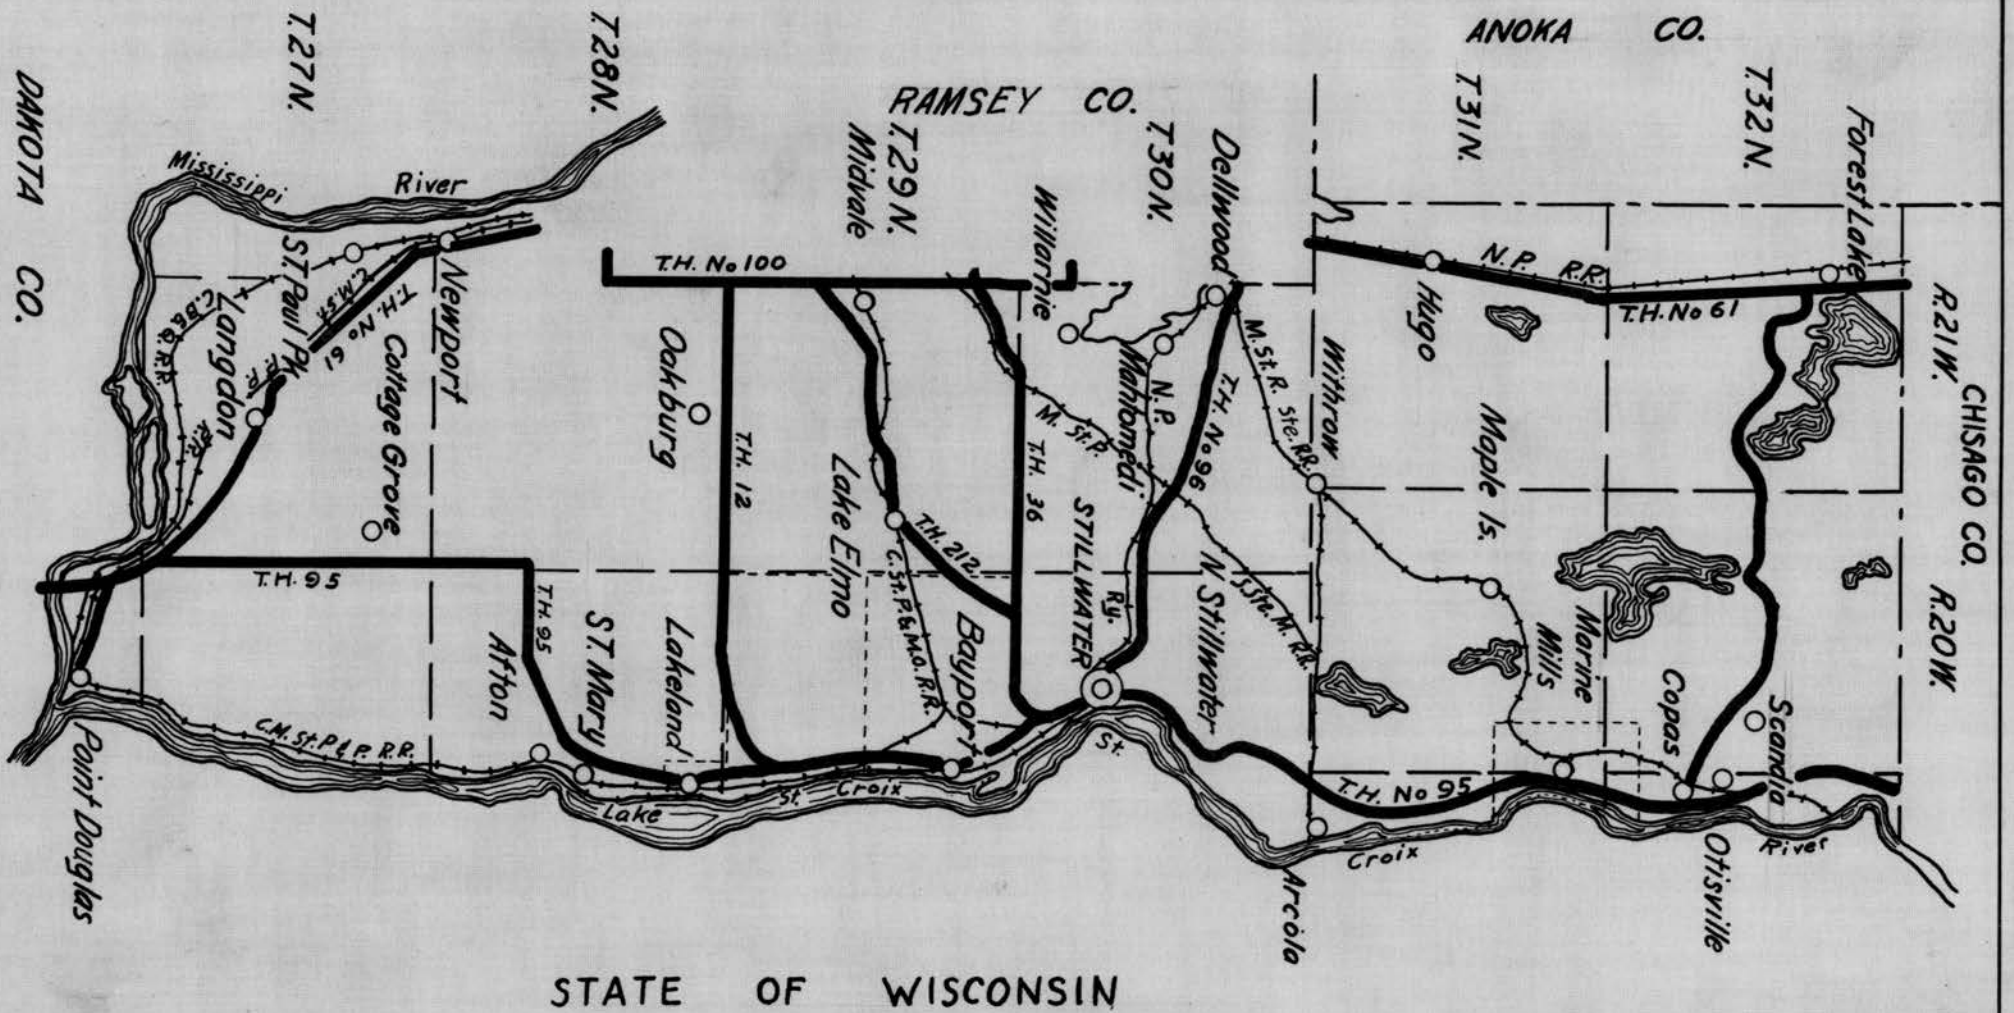 ANOKA CO.
RAMSEY CO.
DAKOTA CO.
CHISAGO CO.
T.27N.
T.28N.
T.29N.
T.30N.
T.31N.
T.32N.
R.21W.
R.20W.
Mississippi
River
Midvale
Willernie
Dellwood
Forest Lake
T.H. No 100
N.P. R.R.
T.H. No 61
Hugo
ST. Paul PK.
C.M.St.
P. P.
T.H. No 61
Newport
C.B & Q. R.R.
Langdon
R.R.
Cottage Grove
Oakburg
T.H. 12
Lake Elmo
M. St. P.
T.H. 36
Mahtomedi
N.P.
Ry.
T.H. No 96
M. St. P. Ste. R.R.
Withrow
Maple Is.
T.H. 212
C. St. P. & M. O. R.R.
Bayport
STILLWATER
N. Stillwater
S. Ste. M. R.R.
Marine
Mills
Copas
Scandia
T.H. 95
T.H. 95
Afton
ST. Mary
Lakeland
Point Douglas
C.M. St. P & P. R.R.
Lake
St. Croix
St.
Croix
River
T.H. No 95
Arcola
Otisville
STATE OF WISCONSIN